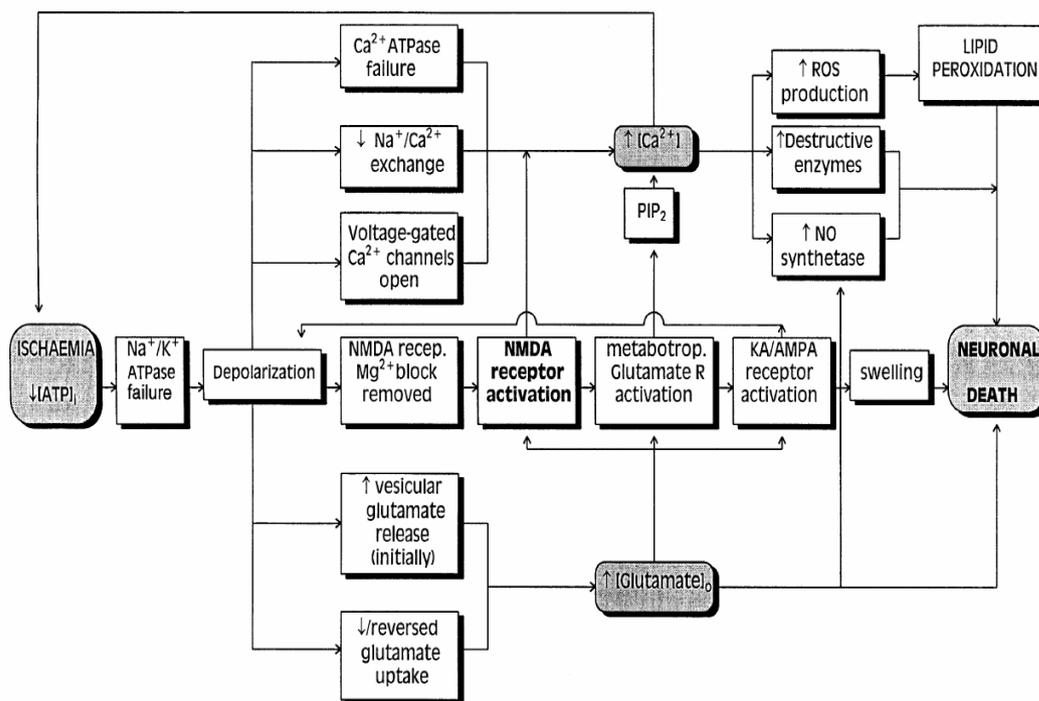 Ca²⁺ ATPase
failure
↓ Na⁺/Ca²⁺
exchange
Voltage-gated
Ca²⁺ channels
open
↑ [Ca²⁺]ᵢ
PIP₂
↑ ROS
production
LIPID
PEROXIDATION
↑Destructive
enzymes
↑ NO
synthetase
ISCHAEMIA
↓[ATP]ᵢ
Na⁺/K⁺
ATPase
failure
Depolarization
NMDA recep.
Mg²⁺ block
removed
NMDA
receptor
activation
metabotrop.
Glutamate R
activation
KA/AMPA
receptor
activation
swelling
NEURONAL
DEATH
↑ vesicular
glutamate
release
(initially)
↓/reversed
glutamate
uptake
↑ [Glutamate]₀